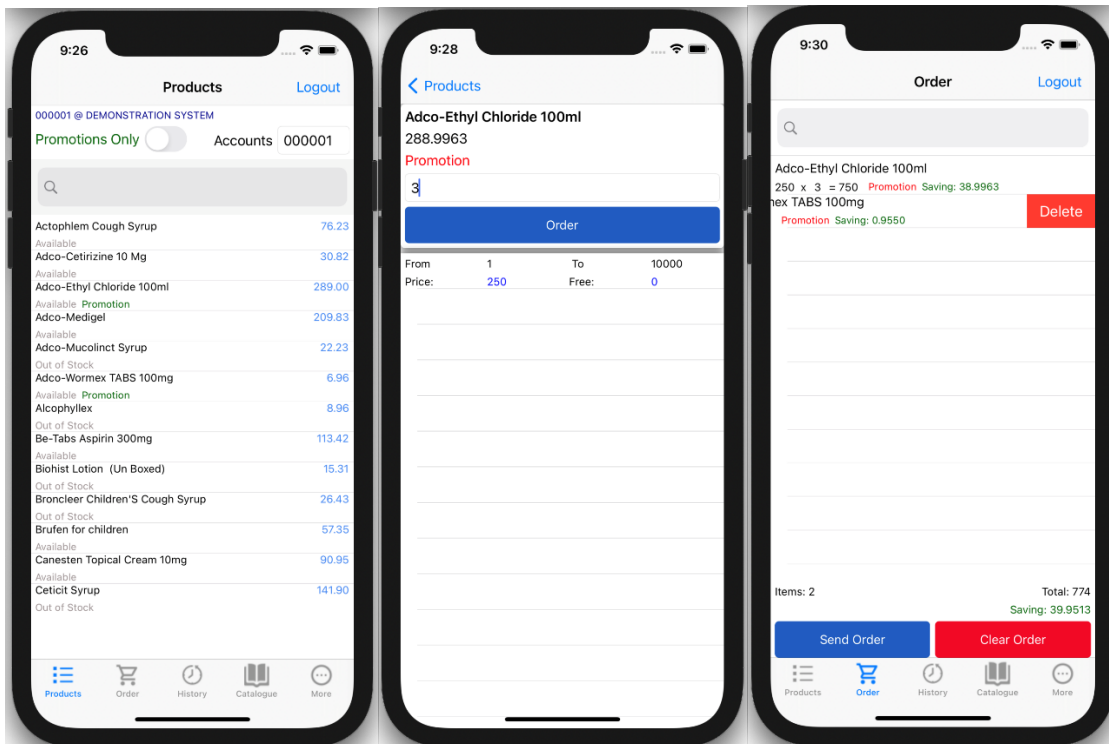 9:26
Products
Logout
000001 @ DEMONSTRATION SYSTEM
Promotions Only
Accounts 000001
Actophlem Cough Syrup 76.23
Available
Adco-Cetirizine 10 Mg 30.82
Available
Adco-Ethyl Chloride 100ml 289.00
Available Promotion
Adco-Medigel 209.83
Available
Adco-Mucolinct Syrup 22.23
Out of Stock
Adco-Wormex TABS 100mg 6.96
Available Promotion
Alcophyllex 8.96
Out of Stock
Be-Tabs Aspirin 300mg 113.42
Available
Biohist Lotion (Un Boxed) 15.31
Out of Stock
Broncleer Children'S Cough Syrup 26.43
Out of Stock
Brufen for children 57.35
Available
Canesten Topical Cream 10mg 90.95
Available
Ceticit Syrup 141.90
Out of Stock
Products Order History Catalogue More
9:28
Products
Adco-Ethyl Chloride 100ml
288.9963
Promotion
3
Order
From 1 To 10000
Price: 250 Free: 0
9:30
Order
Logout
Adco-Ethyl Chloride 100ml
250 x 3 = 750 Promotion Saving: 38.9963
nex TABS 100mg
Promotion Saving: 0.9550
Delete
Items: 2 Total: 774
Saving: 39.9513
Send Order Clear Order
Products Order History Catalogue More